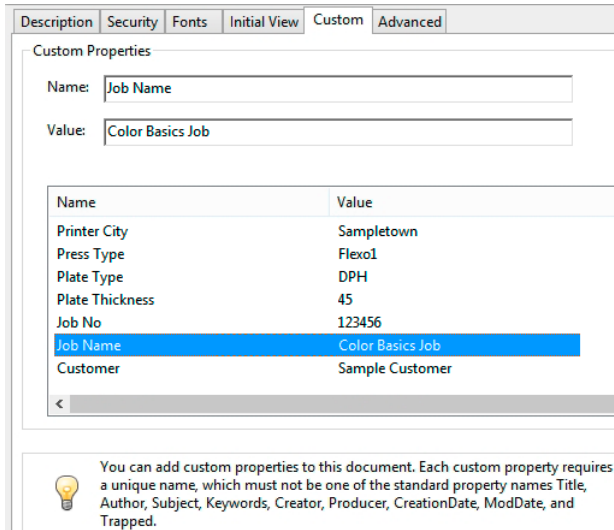 Description Security Fonts Initial View Custom Advanced
Custom Properties
Name: Job Name
Value: Color Basics Job
Name Value
Printer City Sampletown
Press Type Flexo1
Plate Type DPH
Plate Thickness 45
Job No 123456
Job Name Color Basics Job
Customer Sample Customer
You can add custom properties to this document. Each custom property requires
a unique name, which must not be one of the standard property names Title,
Author, Subject, Keywords, Creator, Producer, CreationDate, ModDate, and
Trapped.